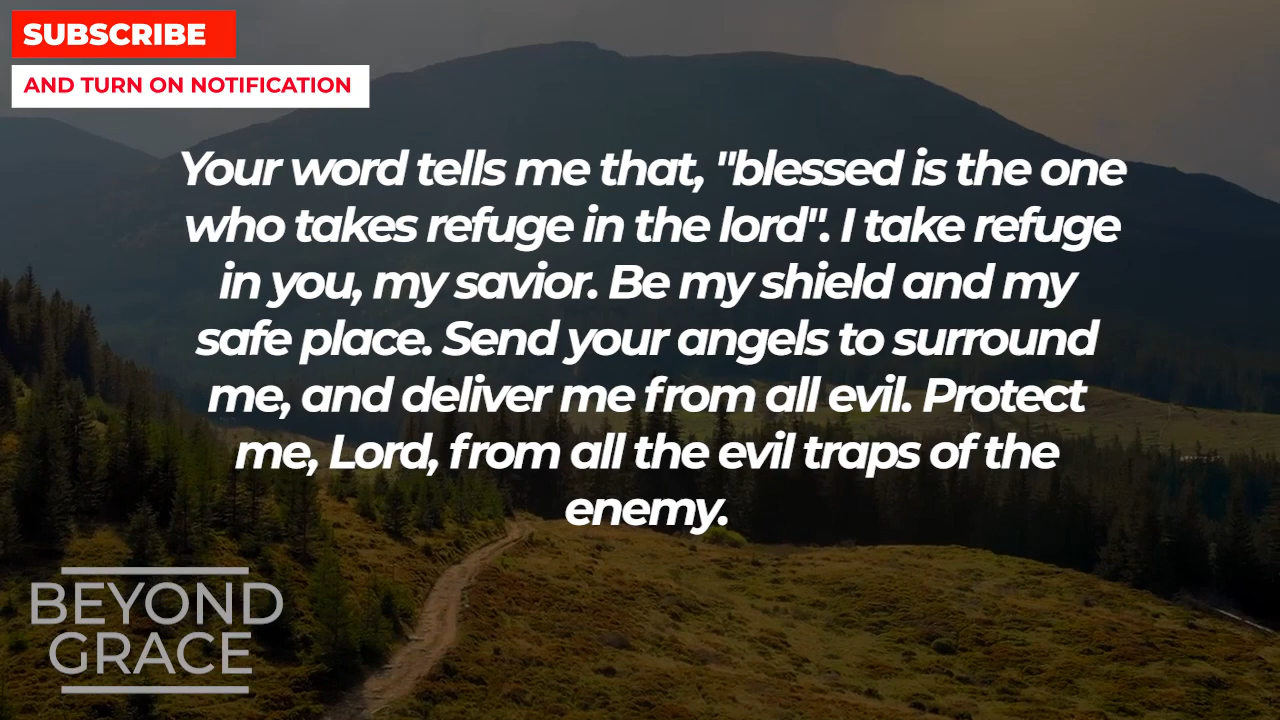 SUBSCRIBE
AND TURN ON NOTIFICATION
Your word tells me that, "blessed is the one
who takes refuge in the lord". I take refuge
in you, my savior. Be my shield and my
safe place. Send your angels to surround
me, and deliver me from all evil. Protect
me, Lord, from all the evil traps of the
enemy.
BEYOND
GRACE